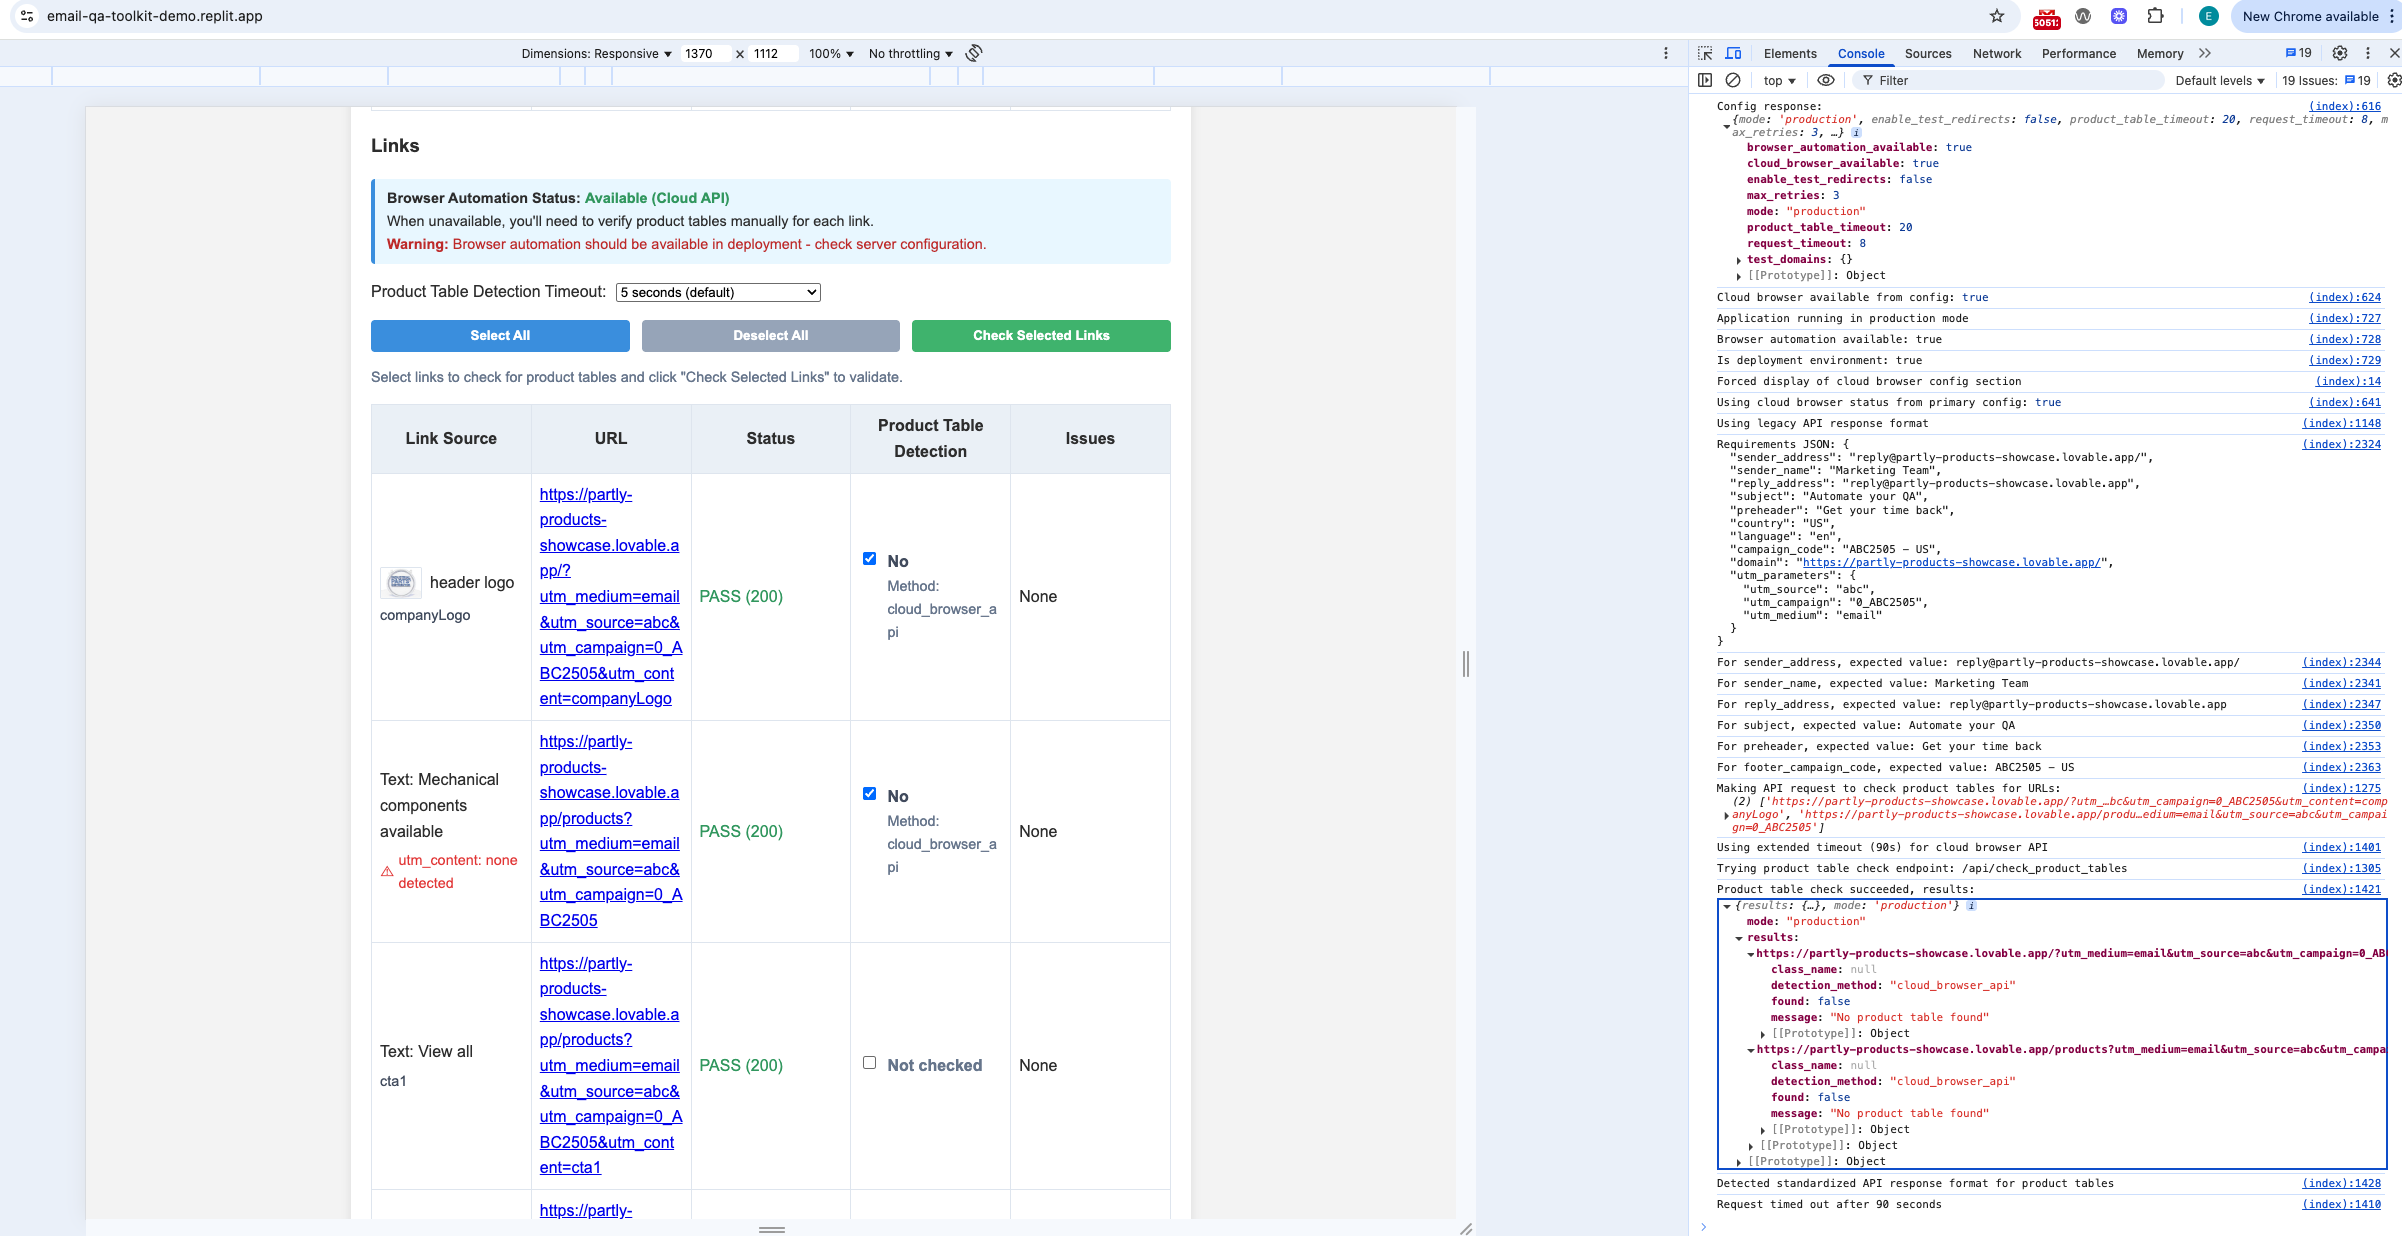 email-qa-toolkit-demo.replit.app
E
New Chrome available
Dimensions: Responsive
1370
×
1112
100%
No throttling
Elements
Console
Sources
Network
Performance
Memory
19
top
Filter
Default levels
19 Issues:
19
Links
Browser Automation Status: Available (Cloud API)
When unavailable, you'll need to verify product tables manually for each link.
Warning: Browser automation should be available in deployment - check server configuration.
Product Table Detection Timeout:
5 seconds (default)
Select All
Deselect All
Check Selected Links
Select links to check for product tables and click "Check Selected Links" to validate.
Link Source
URL
Status
Product Table
Detection
Issues
header logo
companyLogo
https://partly-
products-
showcase.lovable.a
pp/?
utm_medium=email
&utm_source=abc&
utm_campaign=0_A
BC2505&utm_cont
ent=companyLogo
PASS (200)
No
Method:
cloud_browser_a
pi
None
Text: Mechanical
components
available
utm_content: none
detected
https://partly-
products-
showcase.lovable.a
pp/products?
utm_medium=email
&utm_source=abc&
utm_campaign=0_A
BC2505
PASS (200)
No
Method:
cloud_browser_a
pi
None
Text: View all
cta1
https://partly-
products-
showcase.lovable.a
pp/products?
utm_medium=email
&utm_source=abc&
utm_campaign=0_A
BC2505&utm_cont
ent=cta1
PASS (200)
Not checked
None
https://partly-
Config response: (index):616
{mode: 'production', enable_test_redirects: false, product_table_timeout: 20, request_timeout: 8, m
ax_retries: 3, …}
browser_automation_available: true
cloud_browser_available: true
enable_test_redirects: false
max_retries: 3
mode: "production"
product_table_timeout: 20
request_timeout: 8
test_domains: {}
[[Prototype]]: Object
Cloud browser available from config: true (index):624
Application running in production mode (index):727
Browser automation available: true (index):728
Is deployment environment: true (index):729
Forced display of cloud browser config section (index):14
Using cloud browser status from primary config: true (index):641
Using legacy API response format (index):1148
Requirements JSON: { (index):2324
"sender_address": "reply@partly-products-showcase.lovable.app/",
"sender_name": "Marketing Team",
"reply_address": "reply@partly-products-showcase.lovable.app",
"subject": "Automate your QA",
"preheader": "Get your time back",
"country": "US",
"language": "en",
"campaign_code": "ABC2505 – US",
"domain": "https://partly-products-showcase.lovable.app/",
"utm_parameters": {
"utm_source": "abc",
"utm_campaign": "0_ABC2505",
"utm_medium": "email"
}
}
For sender_address, expected value: reply@partly-products-showcase.lovable.app/ (index):2344
For sender_name, expected value: Marketing Team (index):2341
For reply_address, expected value: reply@partly-products-showcase.lovable.app (index):2347
For subject, expected value: Automate your QA (index):2350
For preheader, expected value: Get your time back (index):2353
For footer_campaign_code, expected value: ABC2505 – US (index):2363
Making API request to check product tables for URLs: (index):1275
(2) ['https://partly-products-showcase.lovable.app/?utm_…bc&utm_campaign=0_ABC2505&utm_content=comp
anyLogo', 'https://partly-products-showcase.lovable.app/produ…edium=email&utm_source=abc&utm_campai
gn=0_ABC2505']
Using extended timeout (90s) for cloud browser API (index):1401
Trying product table check endpoint: /api/check_product_tables (index):1305
Product table check succeeded, results: (index):1421
{results: {…}, mode: 'production'}
mode: "production"
results:
https://partly-products-showcase.lovable.app/?utm_medium=email&utm_source=abc&utm_campaign=0_AB
class_name: null
detection_method: "cloud_browser_api"
found: false
message: "No product table found"
[[Prototype]]: Object
https://partly-products-showcase.lovable.app/products?utm_medium=email&utm_source=abc&utm_campa
class_name: null
detection_method: "cloud_browser_api"
found: false
message: "No product table found"
[[Prototype]]: Object
[[Prototype]]: Object
[[Prototype]]: Object
Detected standardized API response format for product tables (index):1428
Request timed out after 90 seconds (index):1410